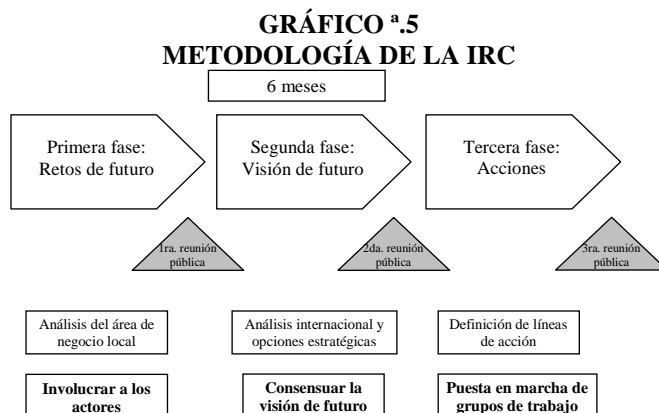 GRÁFICO ª.5
METODOLOGÍA DE LA IRC
6 meses
Primera fase:
Retos de futuro
Segunda fase:
Visión de futuro
Tercera fase:
Acciones
1ra. reunión
pública
2da. reunión
pública
3ra. reunión
pública
Análisis del área de
negocio local
Análisis internacional y
opciones estratégicas
Definición de líneas
de acción
Involucrar a los
actores
Consensuar la
visión de futuro
Puesta en marcha de
grupos de trabajo